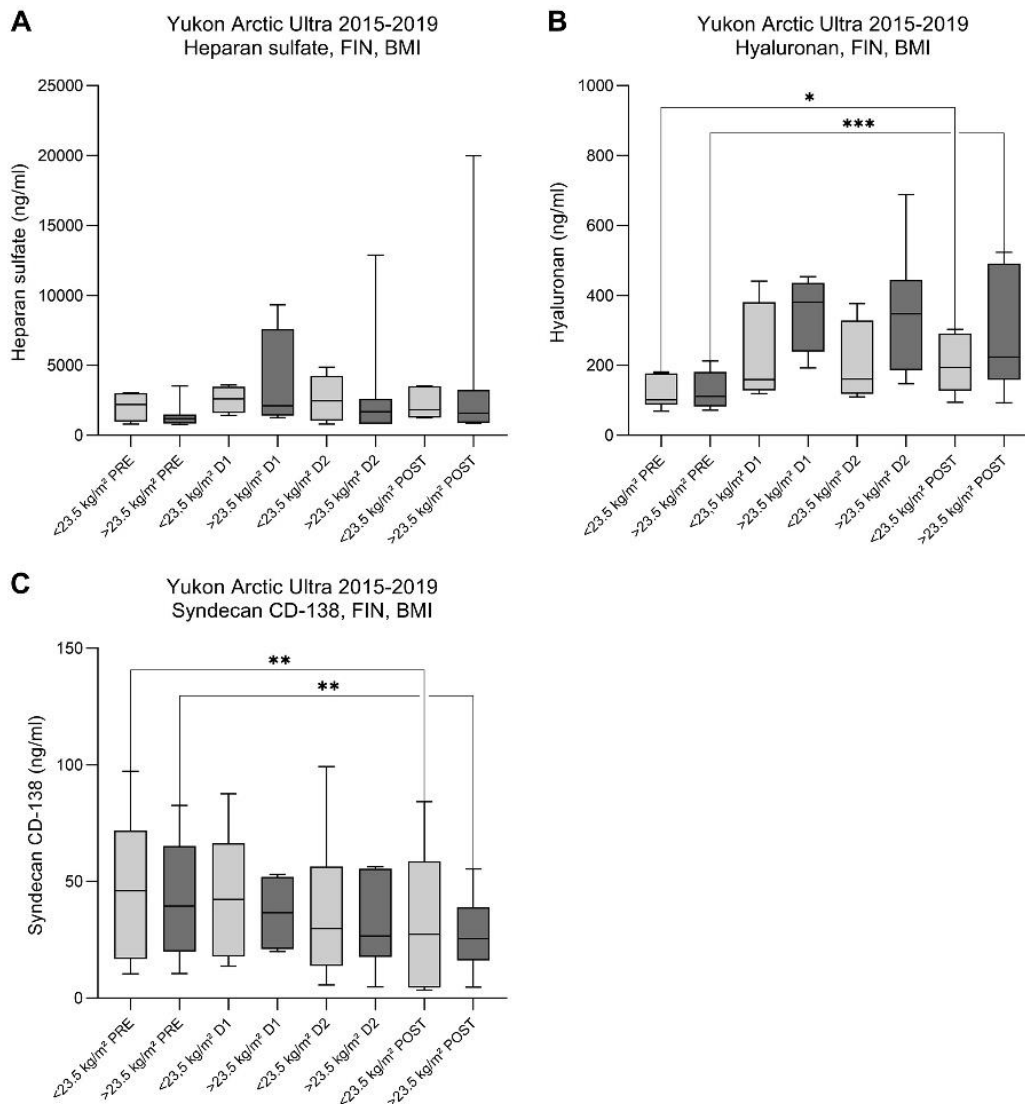 A
Yukon Arctic Ultra 2015-2019
Heparan sulfate, FIN, BMI
Heparan sulfate (ng/ml)
25000
20000
15000
10000
5000
0
<23.5 kg/m² PRE
>23.5 kg/m² PRE
<23.5 kg/m² D1
>23.5 kg/m² D1
<23.5 kg/m² D2
>23.5 kg/m² D2
<23.5 kg/m² POST
>23.5 kg/m² POST
B
Yukon Arctic Ultra 2015-2019
Hyaluronan, FIN, BMI
Hyaluronan (ng/ml)
1000
800
600
400
200
0
*
***
<23.5 kg/m² PRE
>23.5 kg/m² PRE
<23.5 kg/m² D1
>23.5 kg/m² D1
<23.5 kg/m² D2
>23.5 kg/m² D2
<23.5 kg/m² POST
>23.5 kg/m² POST
C
Yukon Arctic Ultra 2015-2019
Syndecan CD-138, FIN, BMI
Syndecan CD-138 (ng/ml)
150
100
50
0
**
**
<23.5 kg/m² PRE
>23.5 kg/m² PRE
<23.5 kg/m² D1
>23.5 kg/m² D1
<23.5 kg/m² D2
>23.5 kg/m² D2
<23.5 kg/m² POST
>23.5 kg/m² POST